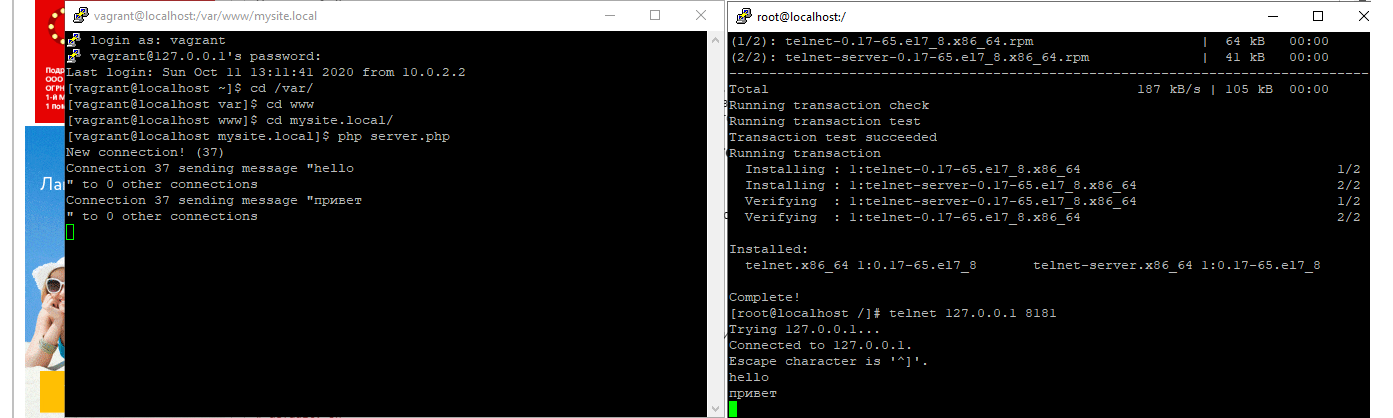 vagrant@localhost:/var/www/mysite.local
login as: vagrant
vagrant@127.0.0.1's password:
Last login: Sun Oct 11 13:11:41 2020 from 10.0.2.2
[vagrant@localhost ~]$ cd /var/
[vagrant@localhost var]$ cd www
[vagrant@localhost www]$ cd mysite.local/
[vagrant@localhost mysite.local]$ php server.php
New connection! (37)
Connection 37 sending message "hello
" to 0 other connections
Connection 37 sending message "привет
" to 0 other connections
root@localhost:/
(1/2): telnet-0.17-65.el7_8.x86_64.rpm | 64 kB 00:00
(2/2): telnet-server-0.17-65.el7_8.x86_64.rpm | 41 kB 00:00
--------------------------------------------------------------------------------
Total 187 kB/s | 105 kB 00:00
Running transaction check
Running transaction test
Transaction test succeeded
Running transaction
Installing : 1:telnet-0.17-65.el7_8.x86_64 1/2
Installing : 1:telnet-server-0.17-65.el7_8.x86_64 2/2
Verifying : 1:telnet-server-0.17-65.el7_8.x86_64 1/2
Verifying : 1:telnet-0.17-65.el7_8.x86_64 2/2
Installed:
telnet.x86_64 1:0.17-65.el7_8 telnet-server.x86_64 1:0.17-65.el7_8
Complete!
[root@localhost /]# telnet 127.0.0.1 8181
Trying 127.0.0.1...
Connected to 127.0.0.1.
Escape character is '^]'.
hello
привет